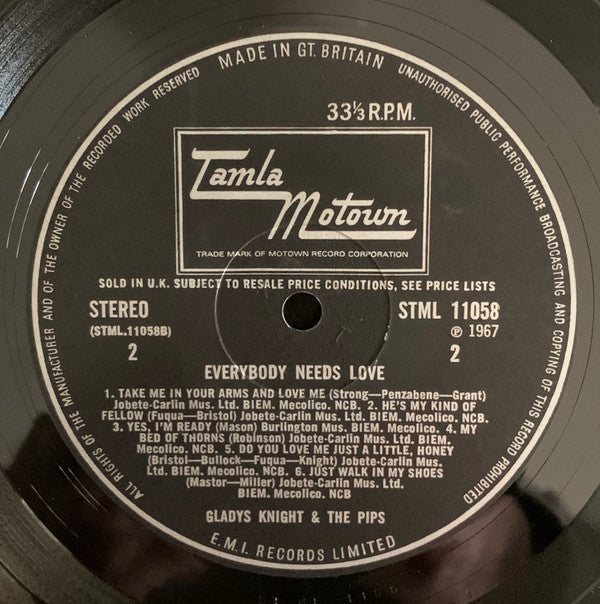 MADE IN GT. BRITAIN
UNAUTHORISED PUBLIC PERFORMANCE BROADCASTING AND COPYING OF THIS RECORD PROHIBITED
ALL RIGHTS OF THE MANUFACTURER AND OF THE OWNER OF THE RECORDED WORK RESERVED
33⅓ R.P.M.
Tamla
Motown
TRADE MARK OF MOTOWN RECORD CORPORATION
SOLD IN U.K. SUBJECT TO RESALE PRICE CONDITIONS, SEE PRICE LISTS
STEREO
(STML.11058B)
2
STML 11058
℗ 1967
2
EVERYBODY NEEDS LOVE
1. TAKE ME IN YOUR ARMS AND LOVE ME (Strong—Penzabene—Grant)
Jobete-Carlin Mus. Ltd. BIEM. Mecolico. NCB. 2. HE'S MY KIND OF
FELLOW (Fuqua—Bristol) Jobete-Carlin Mus. Ltd. BIEM. Mecolico. NCB.
3. YES, I'M READY (Mason) Burlington Mus. BIEM. Mecolico. NCB. 4. MY
BED OF THORNS (Robinson) Jobete-Carlin Mus. Ltd. BIEM.
Mecolico. NCB. 5. DO YOU LOVE ME JUST A LITTLE, HONEY
(Bristol—Bullock—Fuqua—Knight) Jobete-Carlin Mus.
Ltd. BIEM. Mecolico. NCB. 6. JUST WALK IN MY SHOES
(Mastor—Miller) Jobete-Carlin Mus. Ltd.
BIEM. Mecolico. NCB
GLADYS KNIGHT & THE PIPS
E.M.I. RECORDS LIMITED